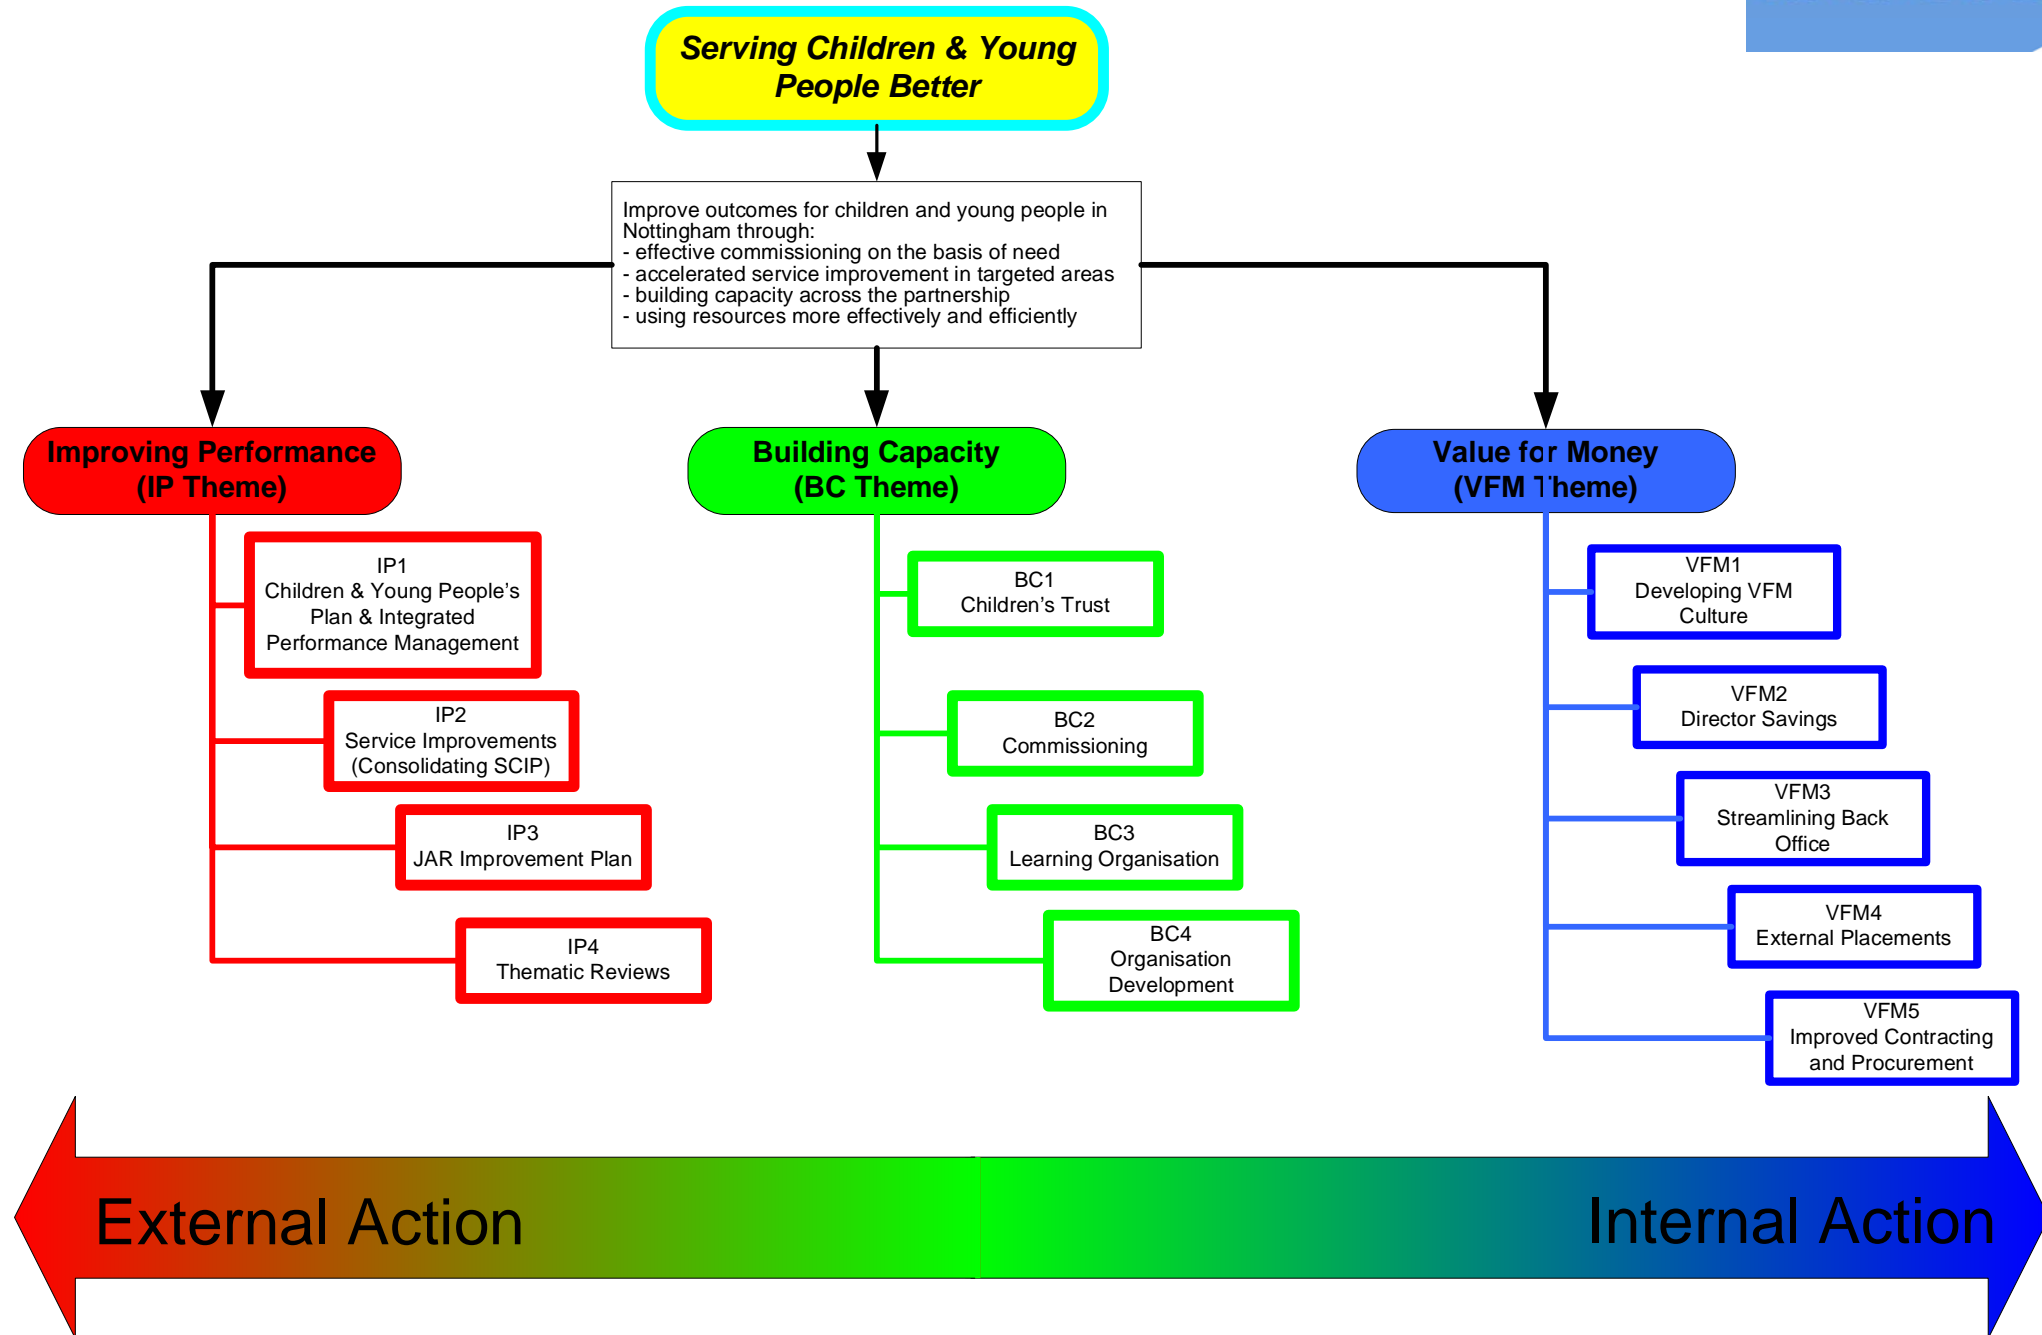 Serving Children & Young
People Better
Improve outcomes for children and young people in
Nottingham through:
- effective commissioning on the basis of need
- accelerated service improvement in targeted areas
- building capacity across the partnership
- using resources more effectively and efficiently
Improving Performance
(IP Theme)
IP1
Children & Young People’s
Plan & Integrated
Performance Management
IP2
Service Improvements
(Consolidating SCIP)
IP3
JAR Improvement Plan
IP4
Thematic Reviews
Building Capacity
(BC Theme)
BC1
Children’s Trust
BC2
Commissioning
BC3
Learning Organisation
BC4
Organisation
Development
Value for Money
(VFM Theme)
VFM1
Developing VFM
Culture
VFM2
Director Savings
VFM3
Streamlining Back
Office
VFM4
External Placements
VFM5
Improved Contracting
and Procurement
External Action
Internal Action